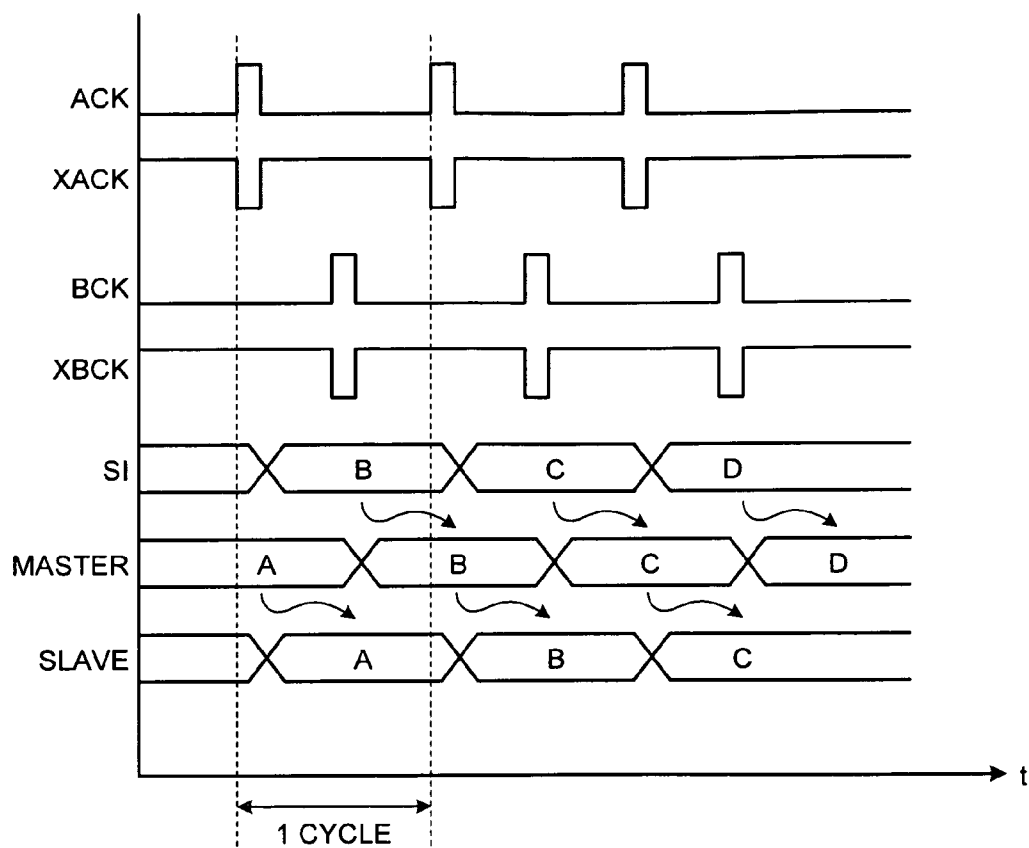 ACK
XACK
BCK
XBCK
SI B C D
MASTER A B C D
SLAVE A B C
t
1 CYCLE